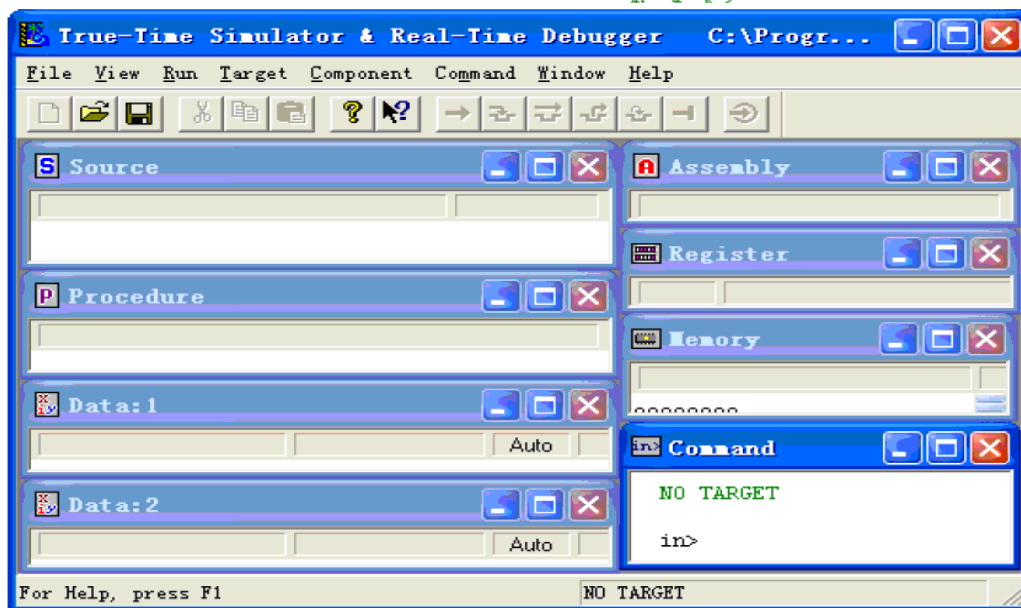 True-Time Simulator & Real-Time Debugger C:\Progr...
File View Run Target Component Command Window Help
Source
Assembly
Register
Procedure
Memory
Data:1
Auto
Command
NO TARGET
in>
Data:2
Auto
For Help, press F1
NO TARGET